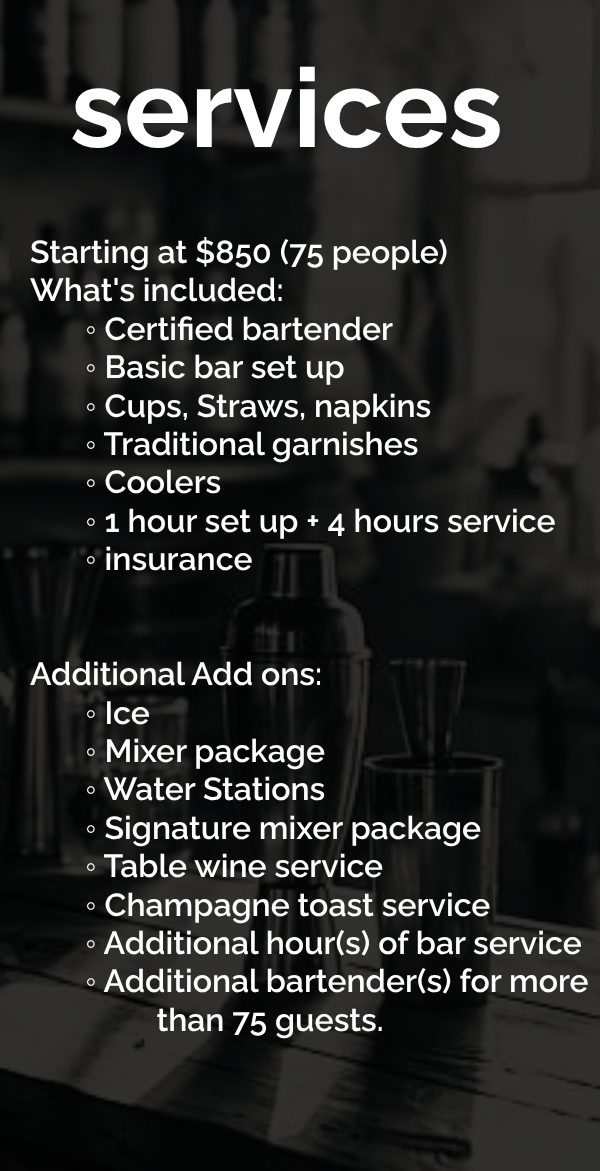 services
Starting at $850 (75 people)
What's included:
◦ Certified bartender
◦ Basic bar set up
◦ Cups, Straws, napkins
◦ Traditional garnishes
◦ Coolers
◦ 1 hour set up + 4 hours service
◦ insurance
Additional Add ons:
◦ Ice
◦ Mixer package
◦ Water Stations
◦ Signature mixer package
◦ Table wine service
◦ Champagne toast service
◦ Additional hour(s) of bar service
◦ Additional bartender(s) for more
than 75 guests.